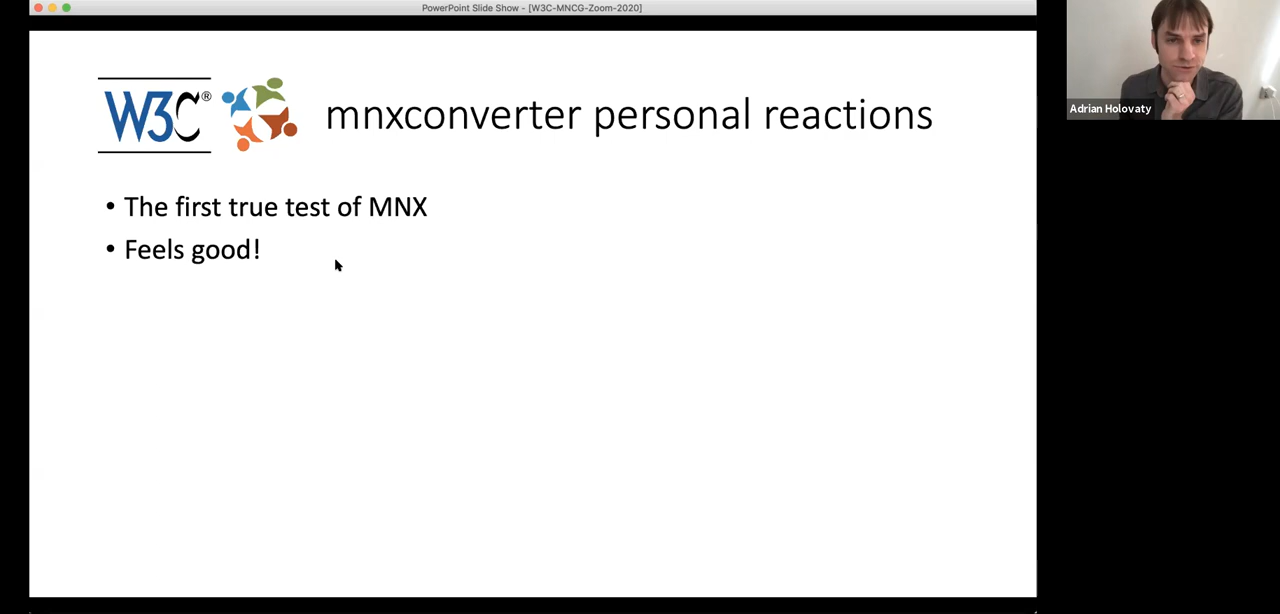 PowerPoint Slide Show - [W3C-MNCG-Zoom-2020]
W3C®
mnxconverter personal reactions
• The first true test of MNX
• Feels good!
Adrian Holovaty